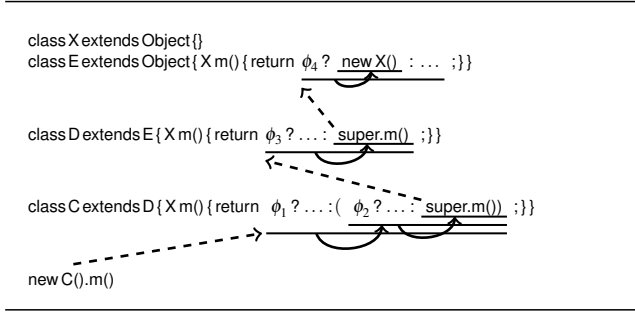 class X extends Object {}
class E extends Object { X m() { return ϕ₄ ? new X() : … ; } }
class D extends E { X m() { return ϕ₃ ? … : super.m() ; } }
class C extends D { X m() { return ϕ₁ ? … : ( ϕ₂ ? … : super.m()) ; } }
new C().m()